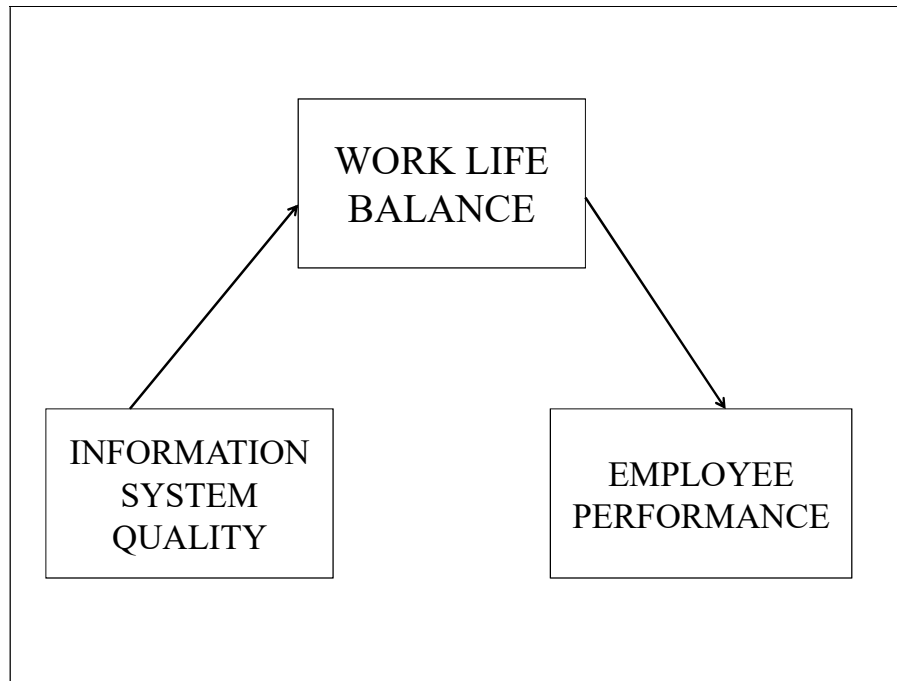 WORK LIFE
BALANCE
INFORMATION
SYSTEM
QUALITY
EMPLOYEE
PERFORMANCE